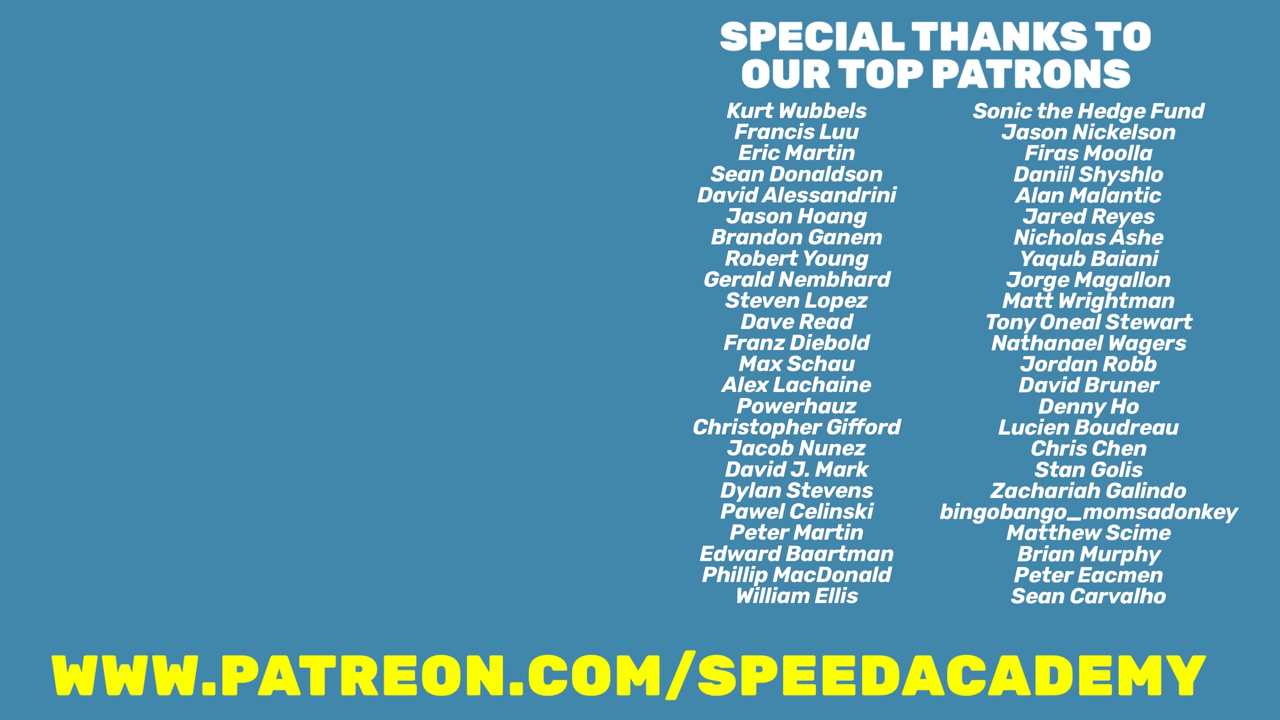 SPECIAL THANKS TO
OUR TOP PATRONS
Kurt Wubbels
Francis Luu
Eric Martin
Sean Donaldson
David Alessandrini
Jason Hoang
Brandon Ganem
Robert Young
Gerald Nembhard
Steven Lopez
Dave Read
Franz Diebold
Max Schau
Alex Lachaine
Powerhauz
Christopher Gifford
Jacob Nunez
David J. Mark
Dylan Stevens
Pawel Celinski
Peter Martin
Edward Baartman
Phillip MacDonald
William Ellis
Sonic the Hedge Fund
Jason Nickelson
Firas Moolla
Daniil Shyshlo
Alan Malantic
Jared Reyes
Nicholas Ashe
Yaqub Baiani
Jorge Magallon
Matt Wrightman
Tony Oneal Stewart
Nathanael Wagers
Jordan Robb
David Bruner
Denny Ho
Lucien Boudreau
Chris Chen
Stan Golis
Zachariah Galindo
bingobango_momsadonkey
Matthew Scime
Brian Murphy
Peter Eacmen
Sean Carvalho
WWW.PATREON.COM/SPEEDACADEMY